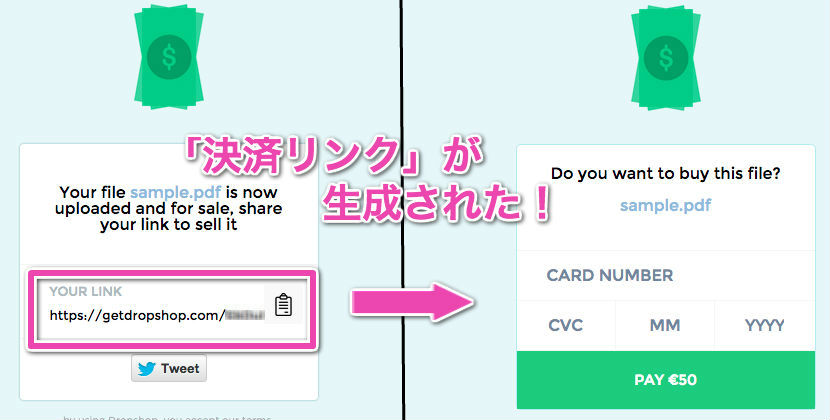 「決済リンク」が
生成された！
$
Your file sample.pdf is now
uploaded and for sale, share
your link to sell it
YOUR LINK
https://getdropshop.com/
Tweet
by using Dropshop, you accept our terms
$
Do you want to buy this file?
sample.pdf
CARD NUMBER
CVC
MM
YYYY
PAY €50